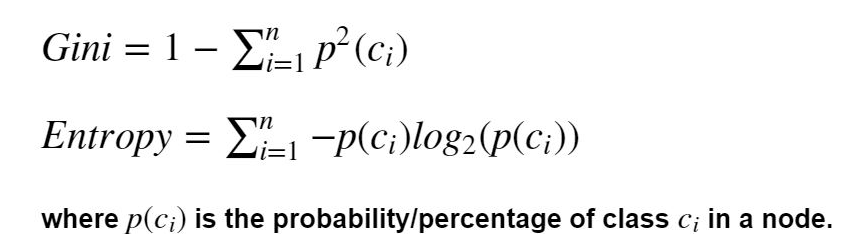 Gini = 1 − ∑ⁿᵢ₌₁ p²(cᵢ)
Entropy = ∑ⁿᵢ₌₁ −p(cᵢ)log₂(p(cᵢ))
where p(cᵢ) is the probability/percentage of class cᵢ in a node.